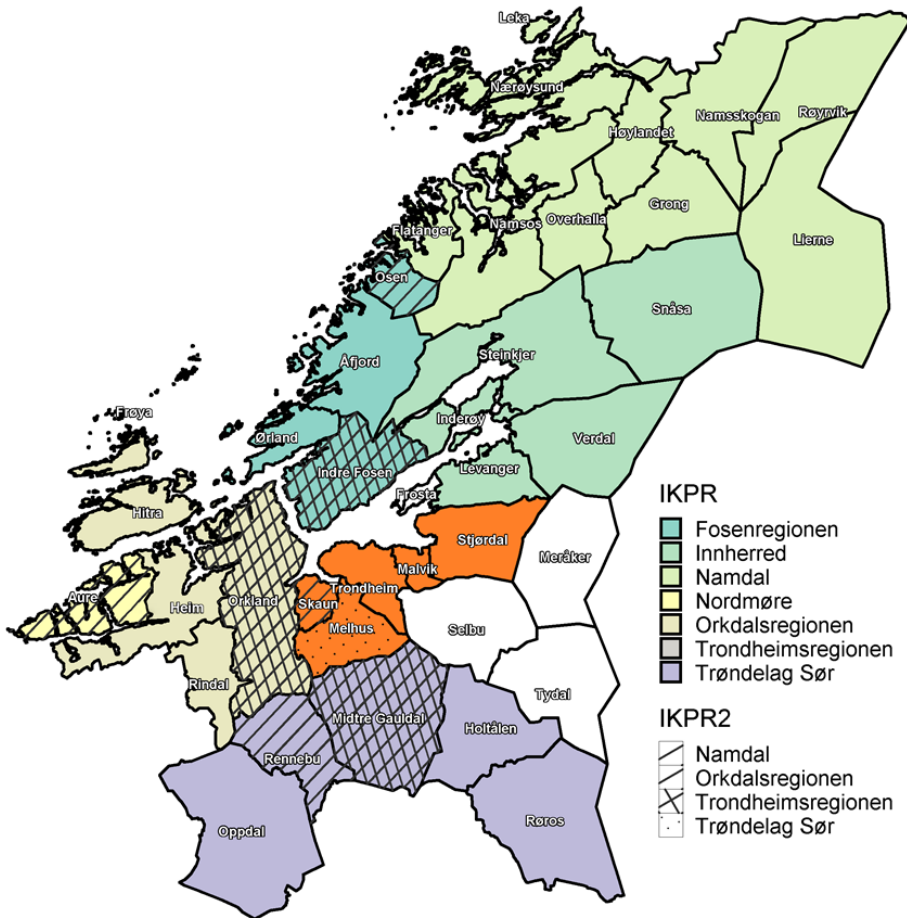 Leka
Nærøysund
Namsskogan
Røyrvik
Høylandet
Grong
Overhalla
Namsos
Flatanger
Lierne
Osen
Snåsa
Åfjord
Steinkjer
Frøya
Inderøy
Ørland
Verdal
Indre Fosen
Levanger
Frosta
Hitra
Stjørdal
Meråker
Malvik
Trondheim
Aure
Heim
Orkland
Skaun
Melhus
Selbu
Rindal
Tydal
Midtre Gauldal
Holtålen
Rennebu
Oppdal
Røros
IKPR
Fosenregionen
Innherred
Namdal
Nordmøre
Orkdalsregionen
Trondheimsregionen
Trøndelag Sør
IKPR2
Namdal
Orkdalsregionen
Trondheimsregionen
Trøndelag Sør